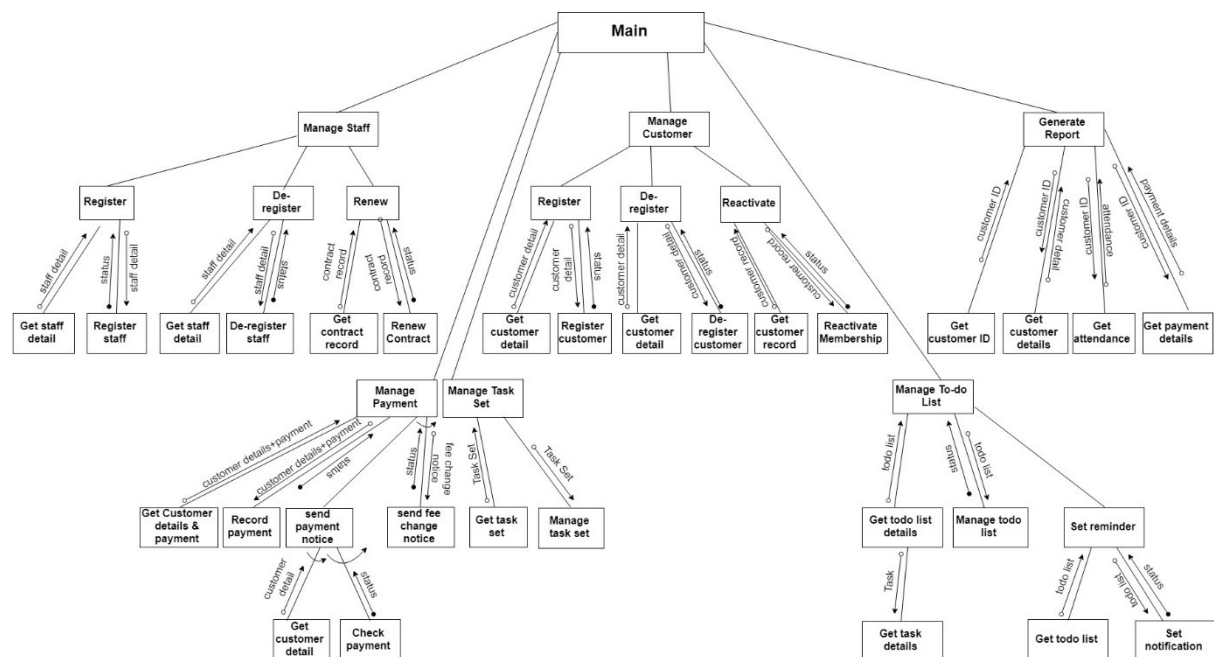 Main
Manage Staff
Manage
Customer
Generate
Report
Register
De-
register
Renew
Register
De-
register
Reactivate
staff detail
status
staff detail
staff detail
staff detail
status
contract
record
contract
record
status
customer detail
customer
detail
status
customer detail
customer detail
status
customer record
customer record
status
customer ID
customer ID
customer detail
customer ID
attendance
customer ID
payment details
Get staff
detail
Register
staff
Get staff
detail
De-register
staff
Get
contract
record
Renew
Contract
Get
customer
detail
Register
customer
Get
customer
detail
De-
register
customer
Get
customer
record
Reactivate
Membership
Get
customer ID
Get
customer
details
Get
attendance
Get payment
details
Manage
Payment
Manage Task
Set
Manage To-do
List
customer details+payment
customer details+payment
status
status
fee change
notice
Task Set
Task Set
todo list
status
todo list
Get Customer
details &
payment
Record
payment
send
payment
notice
send fee
change
notice
Get task
set
Manage
task set
Get todo list
details
Manage todo
list
Set reminder
customer
detail
status
Task
todo list
todo list
status
Get
customer
detail
Check
payment
Get task
details
Get todo list
Set
notification